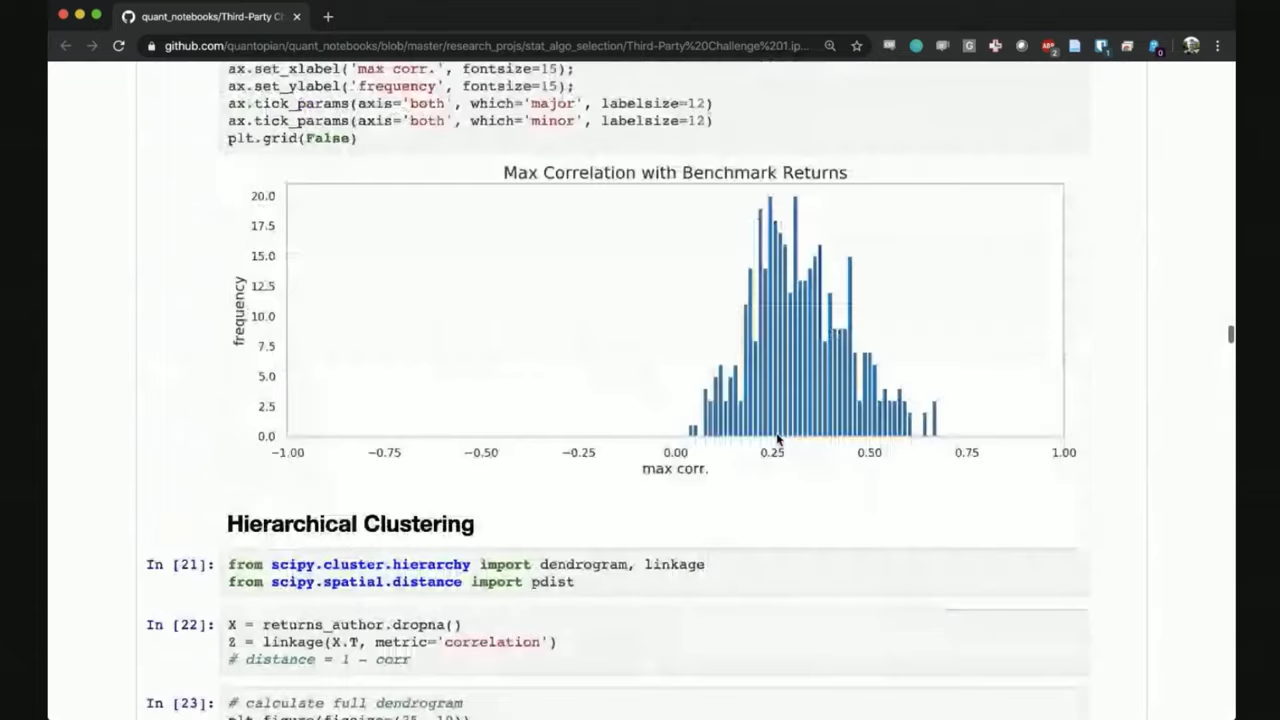 quant_notebooks/Third-Party Ch
github.com/quantopian/quant_notebooks/blob/master/research_projs/stat_algo_selection/Third-Party%20Challenge%201.ip...
ax.set_xlabel('max corr.', fontsize=15);
ax.set_ylabel('frequency', fontsize=15);
ax.tick_params(axis='both', which='major', labelsize=12)
ax.tick_params(axis='both', which='minor', labelsize=12)
plt.grid(False)
Max Correlation with Benchmark Returns
20.0
17.5
15.0
12.5
10.0
7.5
5.0
2.5
0.0
frequency
−1.00 −0.75 −0.50 −0.25 0.00 0.25 0.50 0.75 1.00
max corr.
Hierarchical Clustering
In [21]: from scipy.cluster.hierarchy import dendrogram, linkage
from scipy.spatial.distance import pdist
In [22]: X = returns_author.dropna()
Z = linkage(X.T, metric='correlation')
# distance = 1 - corr
In [23]: # calculate full dendrogram
plt.figure(figsize=(25, 10))